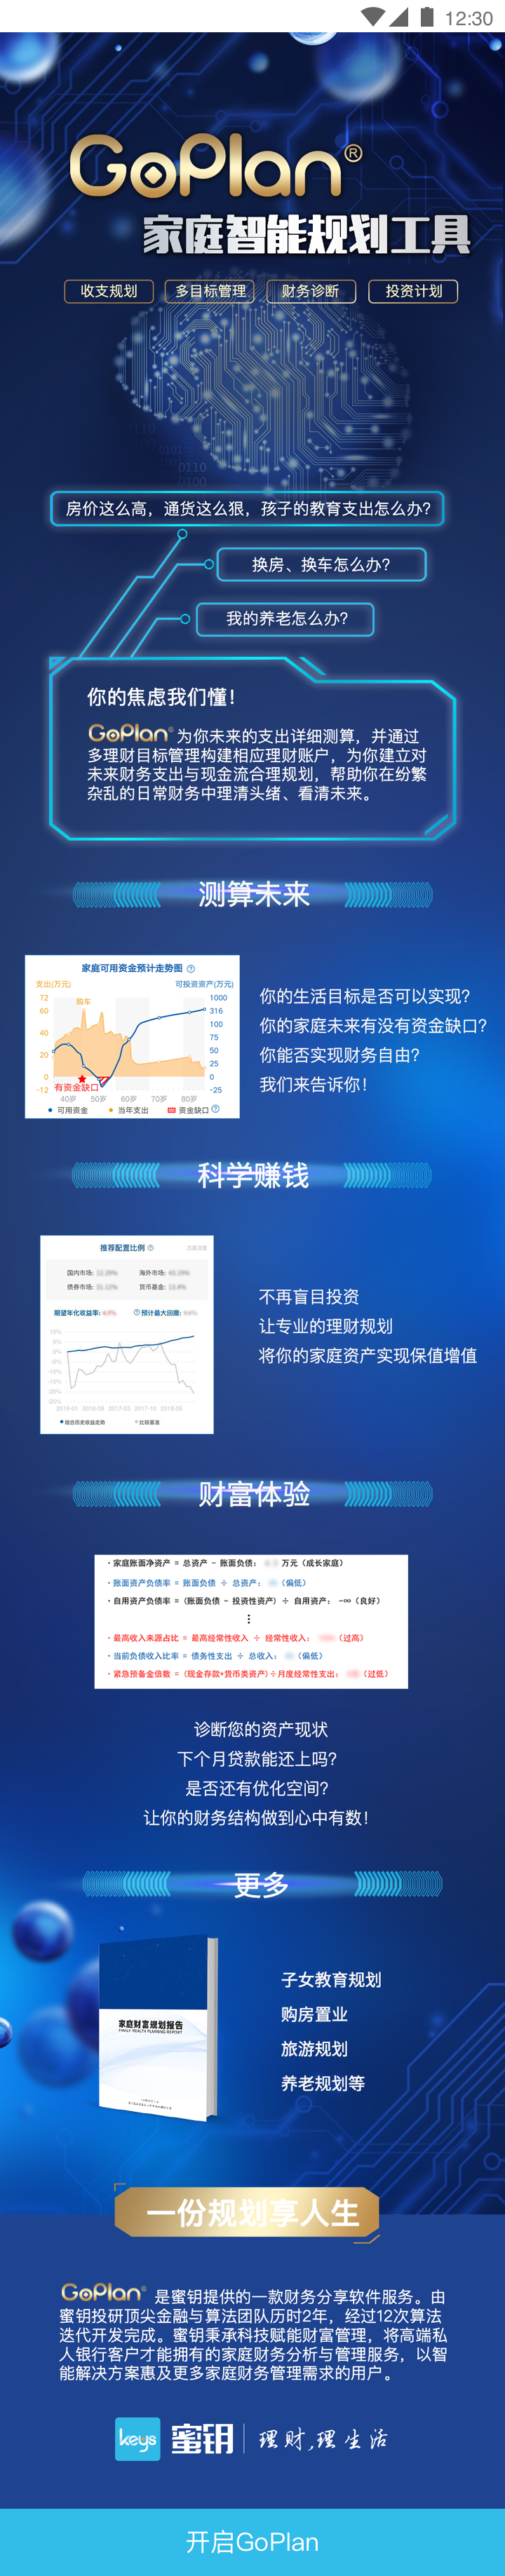 12:30
GoPlan®
家庭智能规划工具
收支规划 多目标管理 财务诊断 投资计划
0110
房价这么高，通货这么狠，孩子的教育支出怎么办?
换房、换车怎么办?
我的养老怎么办?
你的焦虑我们懂!
GoPlan®为你未来的支出详细测算，并通过
多理财目标管理构建相应理财账户，为你建立对
未来财务支出与现金流合理规划，帮助你在纷繁
杂乱的日常财务中理清头绪、看清未来。
测算未来
家庭可用资金预计走势图 ?
支出(万元) 可投资资产(万元)
72 购车 1000
60 316
40 100
75
20 50
25
0 0
-12 有资金缺口 -25
40岁 50岁 60岁 70岁 80岁
可用资金 当年支出 资金缺口 ?
你的生活目标是否可以实现?
你的家庭未来有没有资金缺口?
你能否实现财务自由?
我们来告诉你!
科学赚钱
推荐配置比例 ?
国内市场: 海外市场:
债券市场: 货币基金:
期望年化收益率: ? 预计最大回撤:
10%
5%
0%
-5%
-10%
-15%
-20%
-25%
2016-01 2016-08 2017-03 2017-10 2018-05
组合历史收益走势 比较基准
不再盲目投资
让专业的理财规划
将你的家庭资产实现保值增值
财富体验
· 家庭账面净资产 = 总资产 - 账面负债: 万元（成长家庭）
· 账面资产负债率 = 账面负债 ÷ 总资产: （偏低）
· 自用资产负债率 =（账面负债 - 投资性资产）÷ 自用资产: -∞（良好）
⋮
· 最高收入来源占比 = 最高经常性收入 ÷ 经常性收入: （过高）
· 当前负债收入比率 = 债务性支出 ÷ 总收入: （偏低）
· 紧急预备金倍数 =（现金存款+货币类资产）÷月度经常性支出: （过低）
诊断您的资产现状
下个月贷款能还上吗?
是否还有优化空间?
让你的财务结构做到心中有数!
更多
家庭财富规划报告
FAMILY WEALTH PLANNING REPORT
子女教育规划
购房置业
旅游规划
养老规划等
一份规划享人生
GoPlan®是蜜钥提供的一款财务分享软件服务。由
蜜钥投研顶尖金融与算法团队历时2年，经过12次算法
迭代开发完成。蜜钥秉承科技赋能财富管理，将高端私
人银行客户才能拥有的家庭财务分析与管理服务，以智
能解决方案惠及更多家庭财务管理需求的用户。
keys 蜜钥 理财,理生活
开启GoPlan